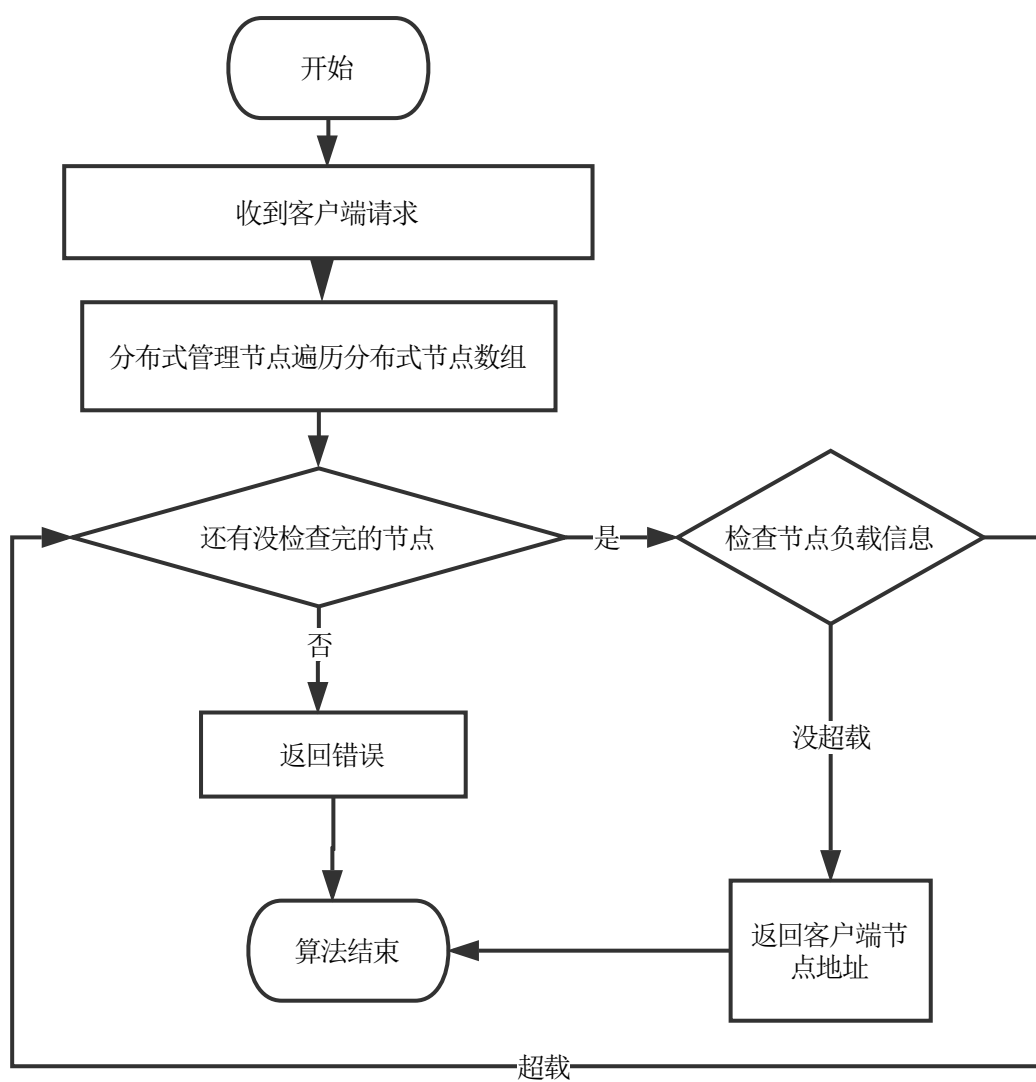 开始
收到客户端请求
分布式管理节点遍历分布式节点数组
还有没检查完的节点
是
检查节点负载信息
否
没超载
返回错误
返回客户端节
点地址
算法结束
超载